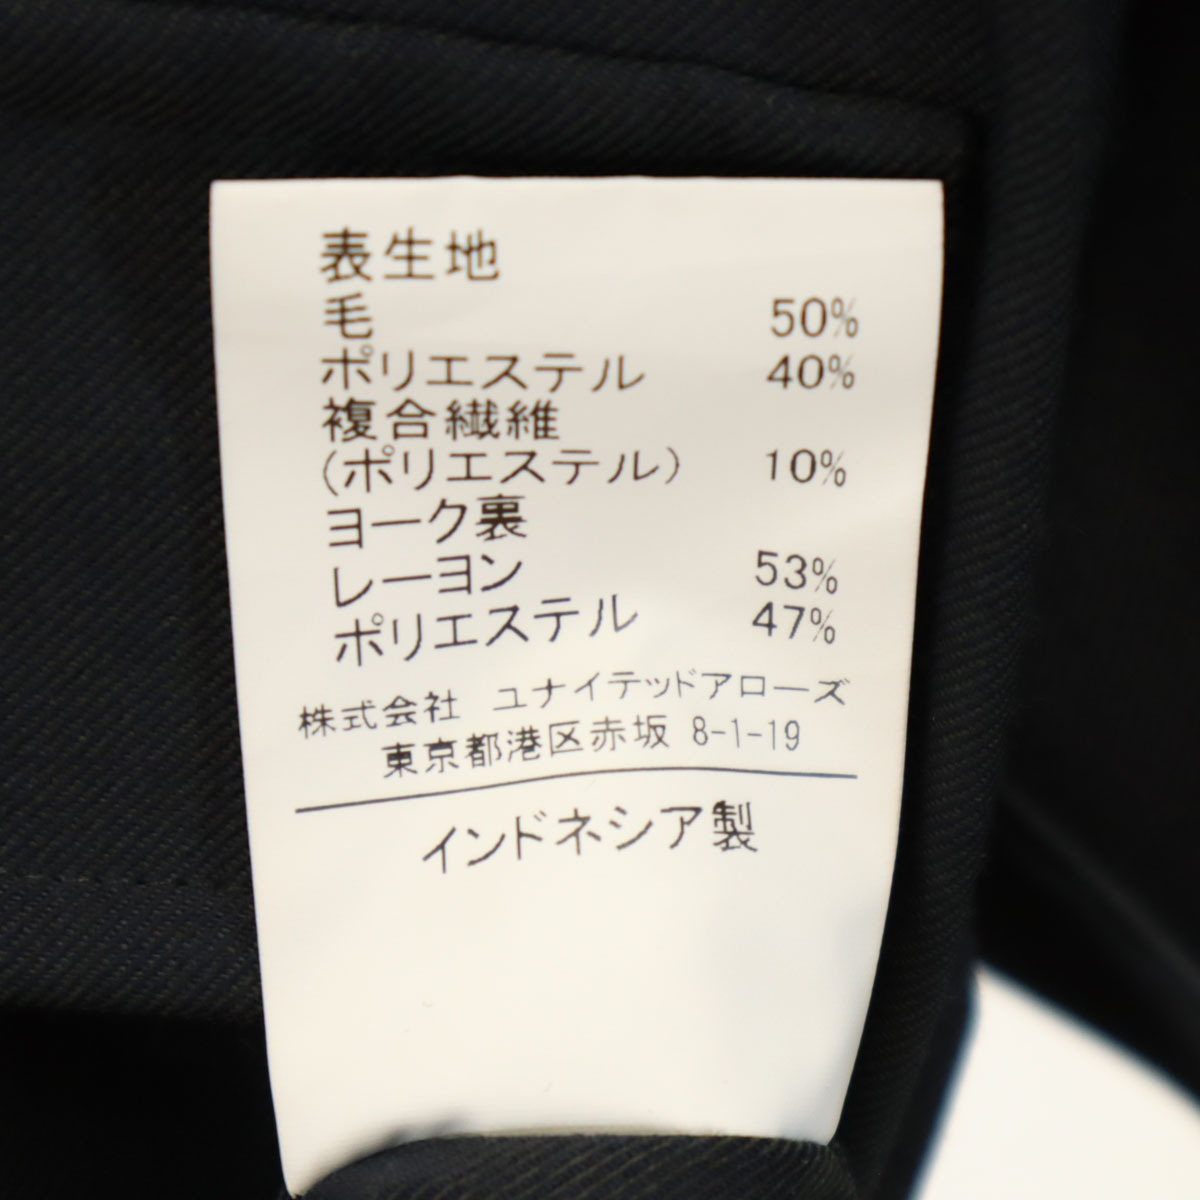 表生地
毛 50%
ポリエステル 40%
複合繊維
(ポリエステル) 10%
ヨーク裏
レーヨン 53%
ポリエステル 47%
株式会社 ユナイテッドアローズ
東京都港区赤坂 8-1-19
インドネシア製